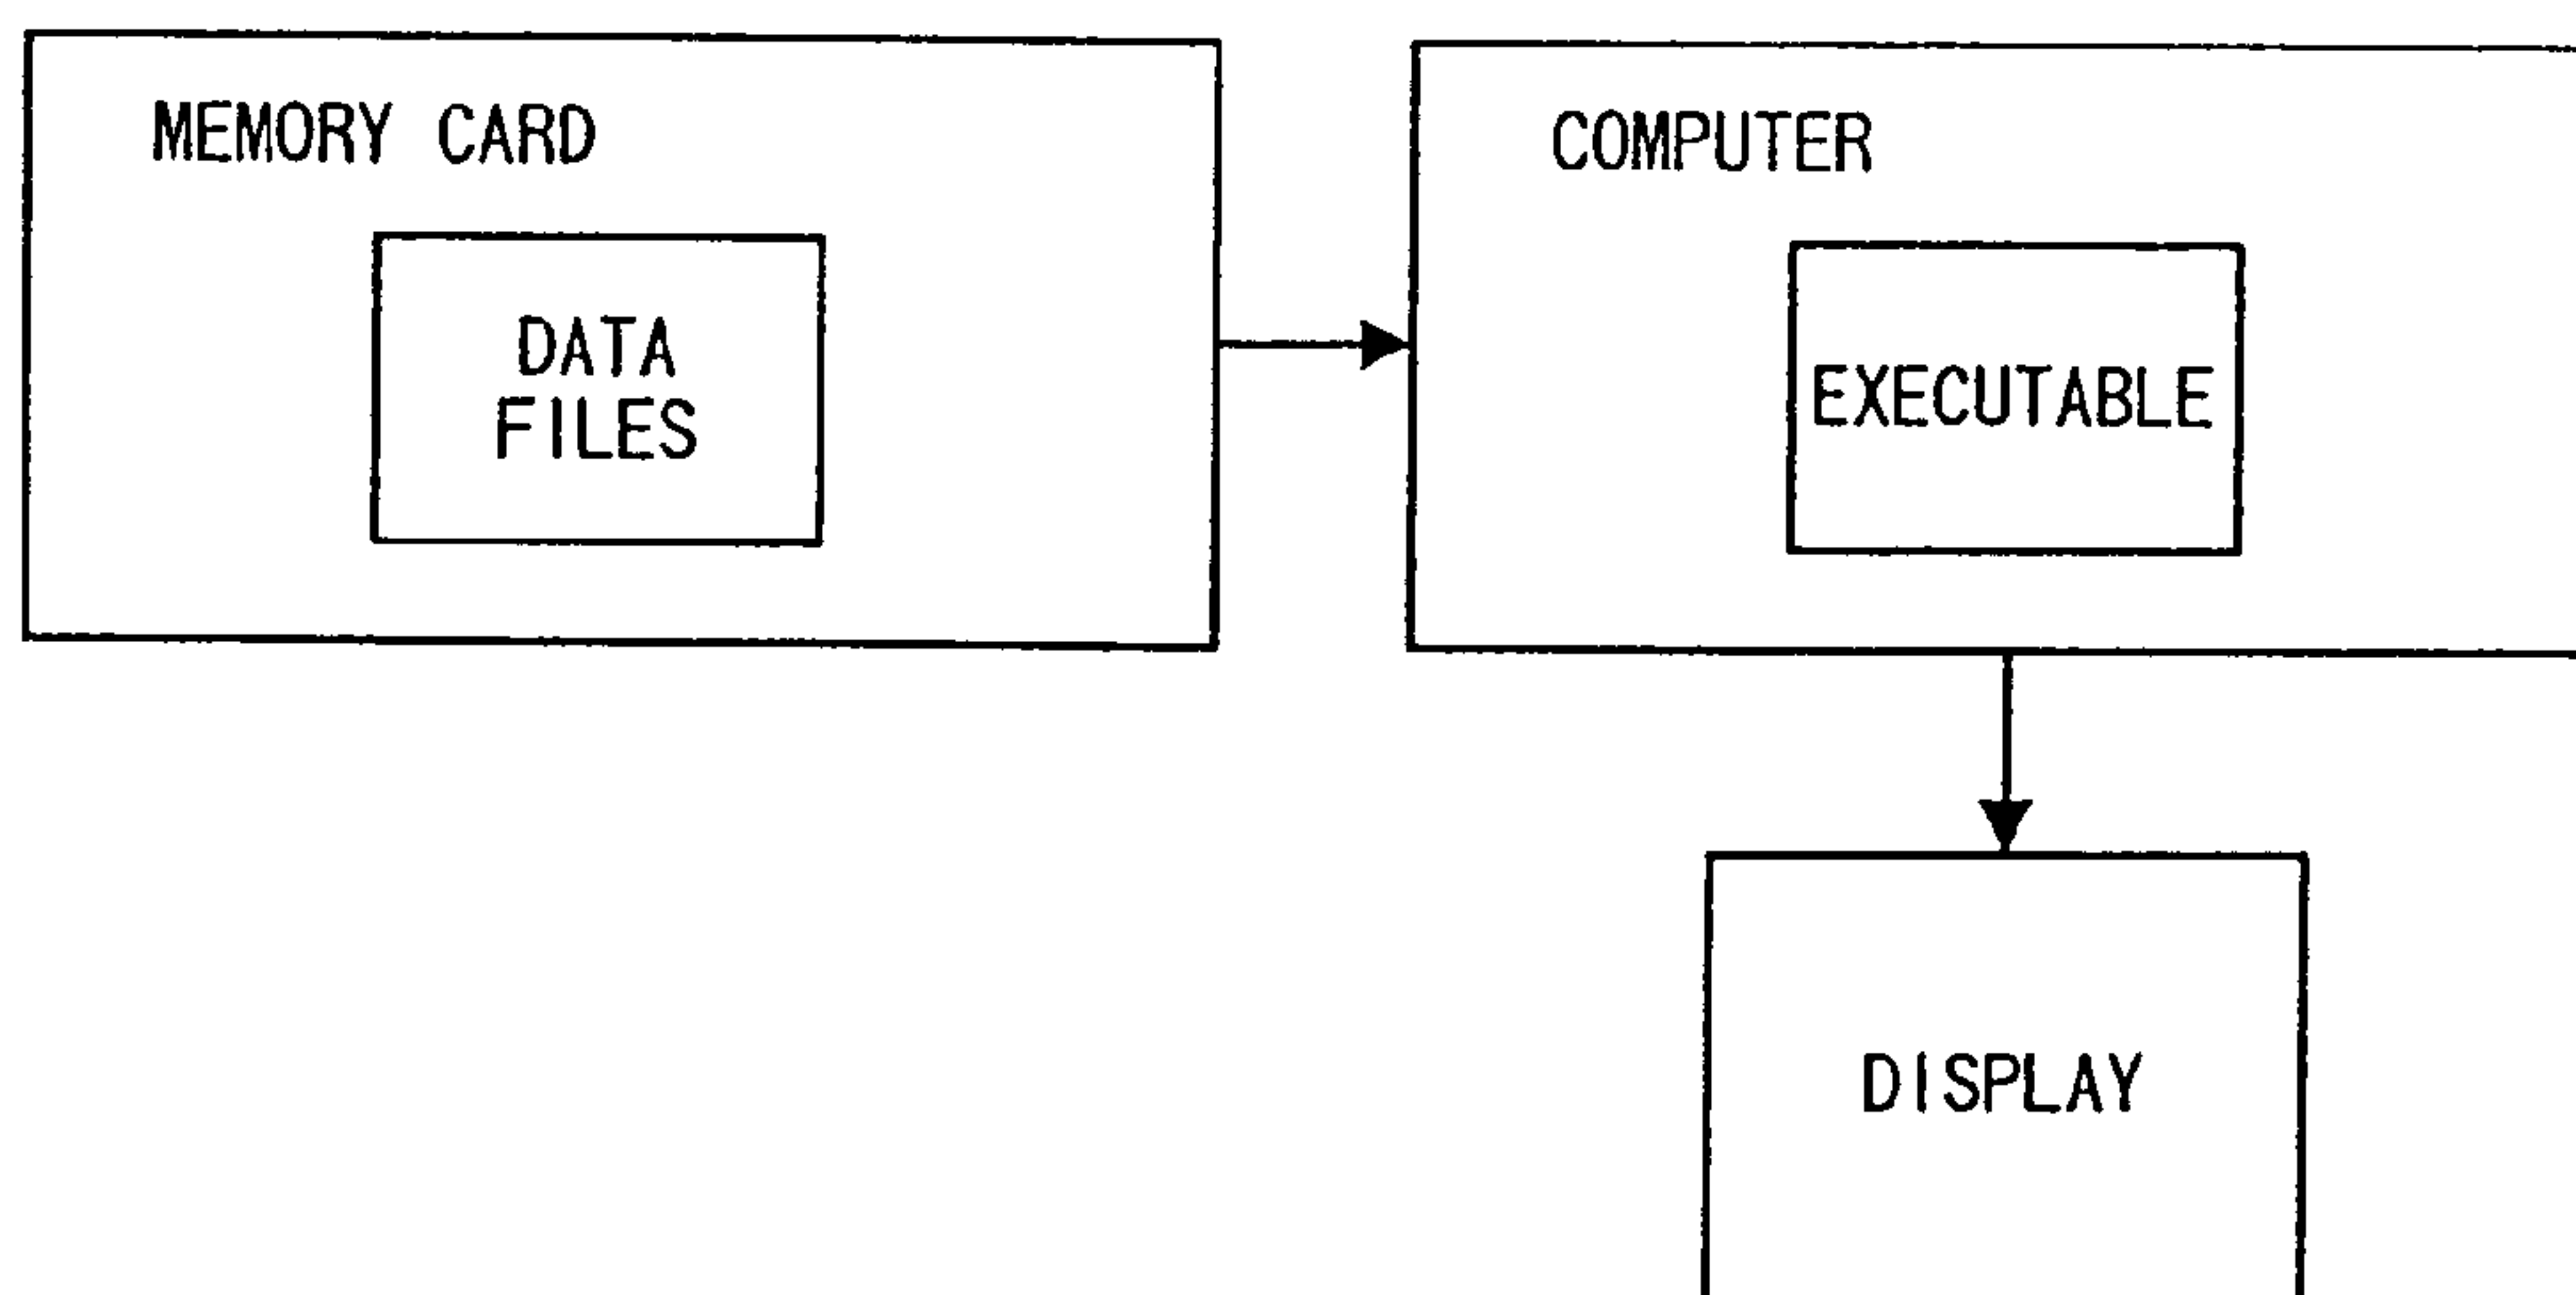 MEMORY CARD
COMPUTER
DATA
FILES
EXECUTABLE
DISPLAY